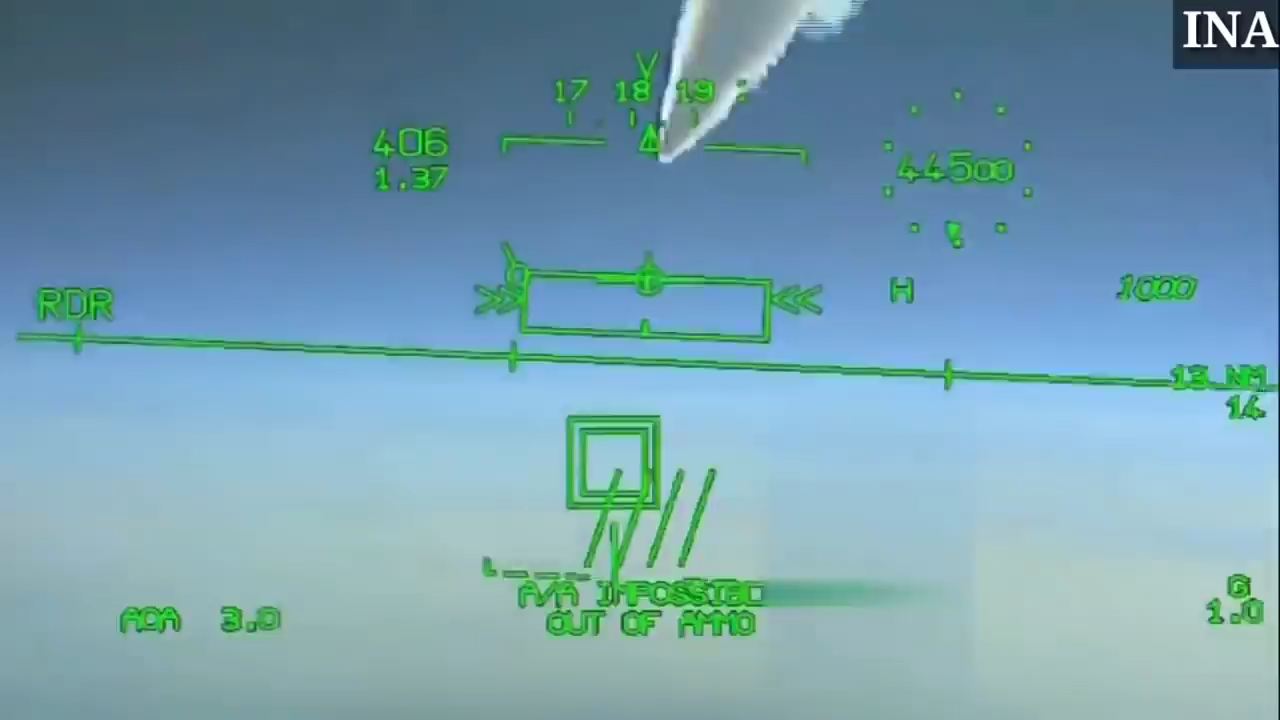 INA
17 18 19
406
1.37
44500
RDR
H
1000
13 NM
14
L
A/A IMPOSSIBL
OUT OF AMMO
AOA 3.0
G
1.0